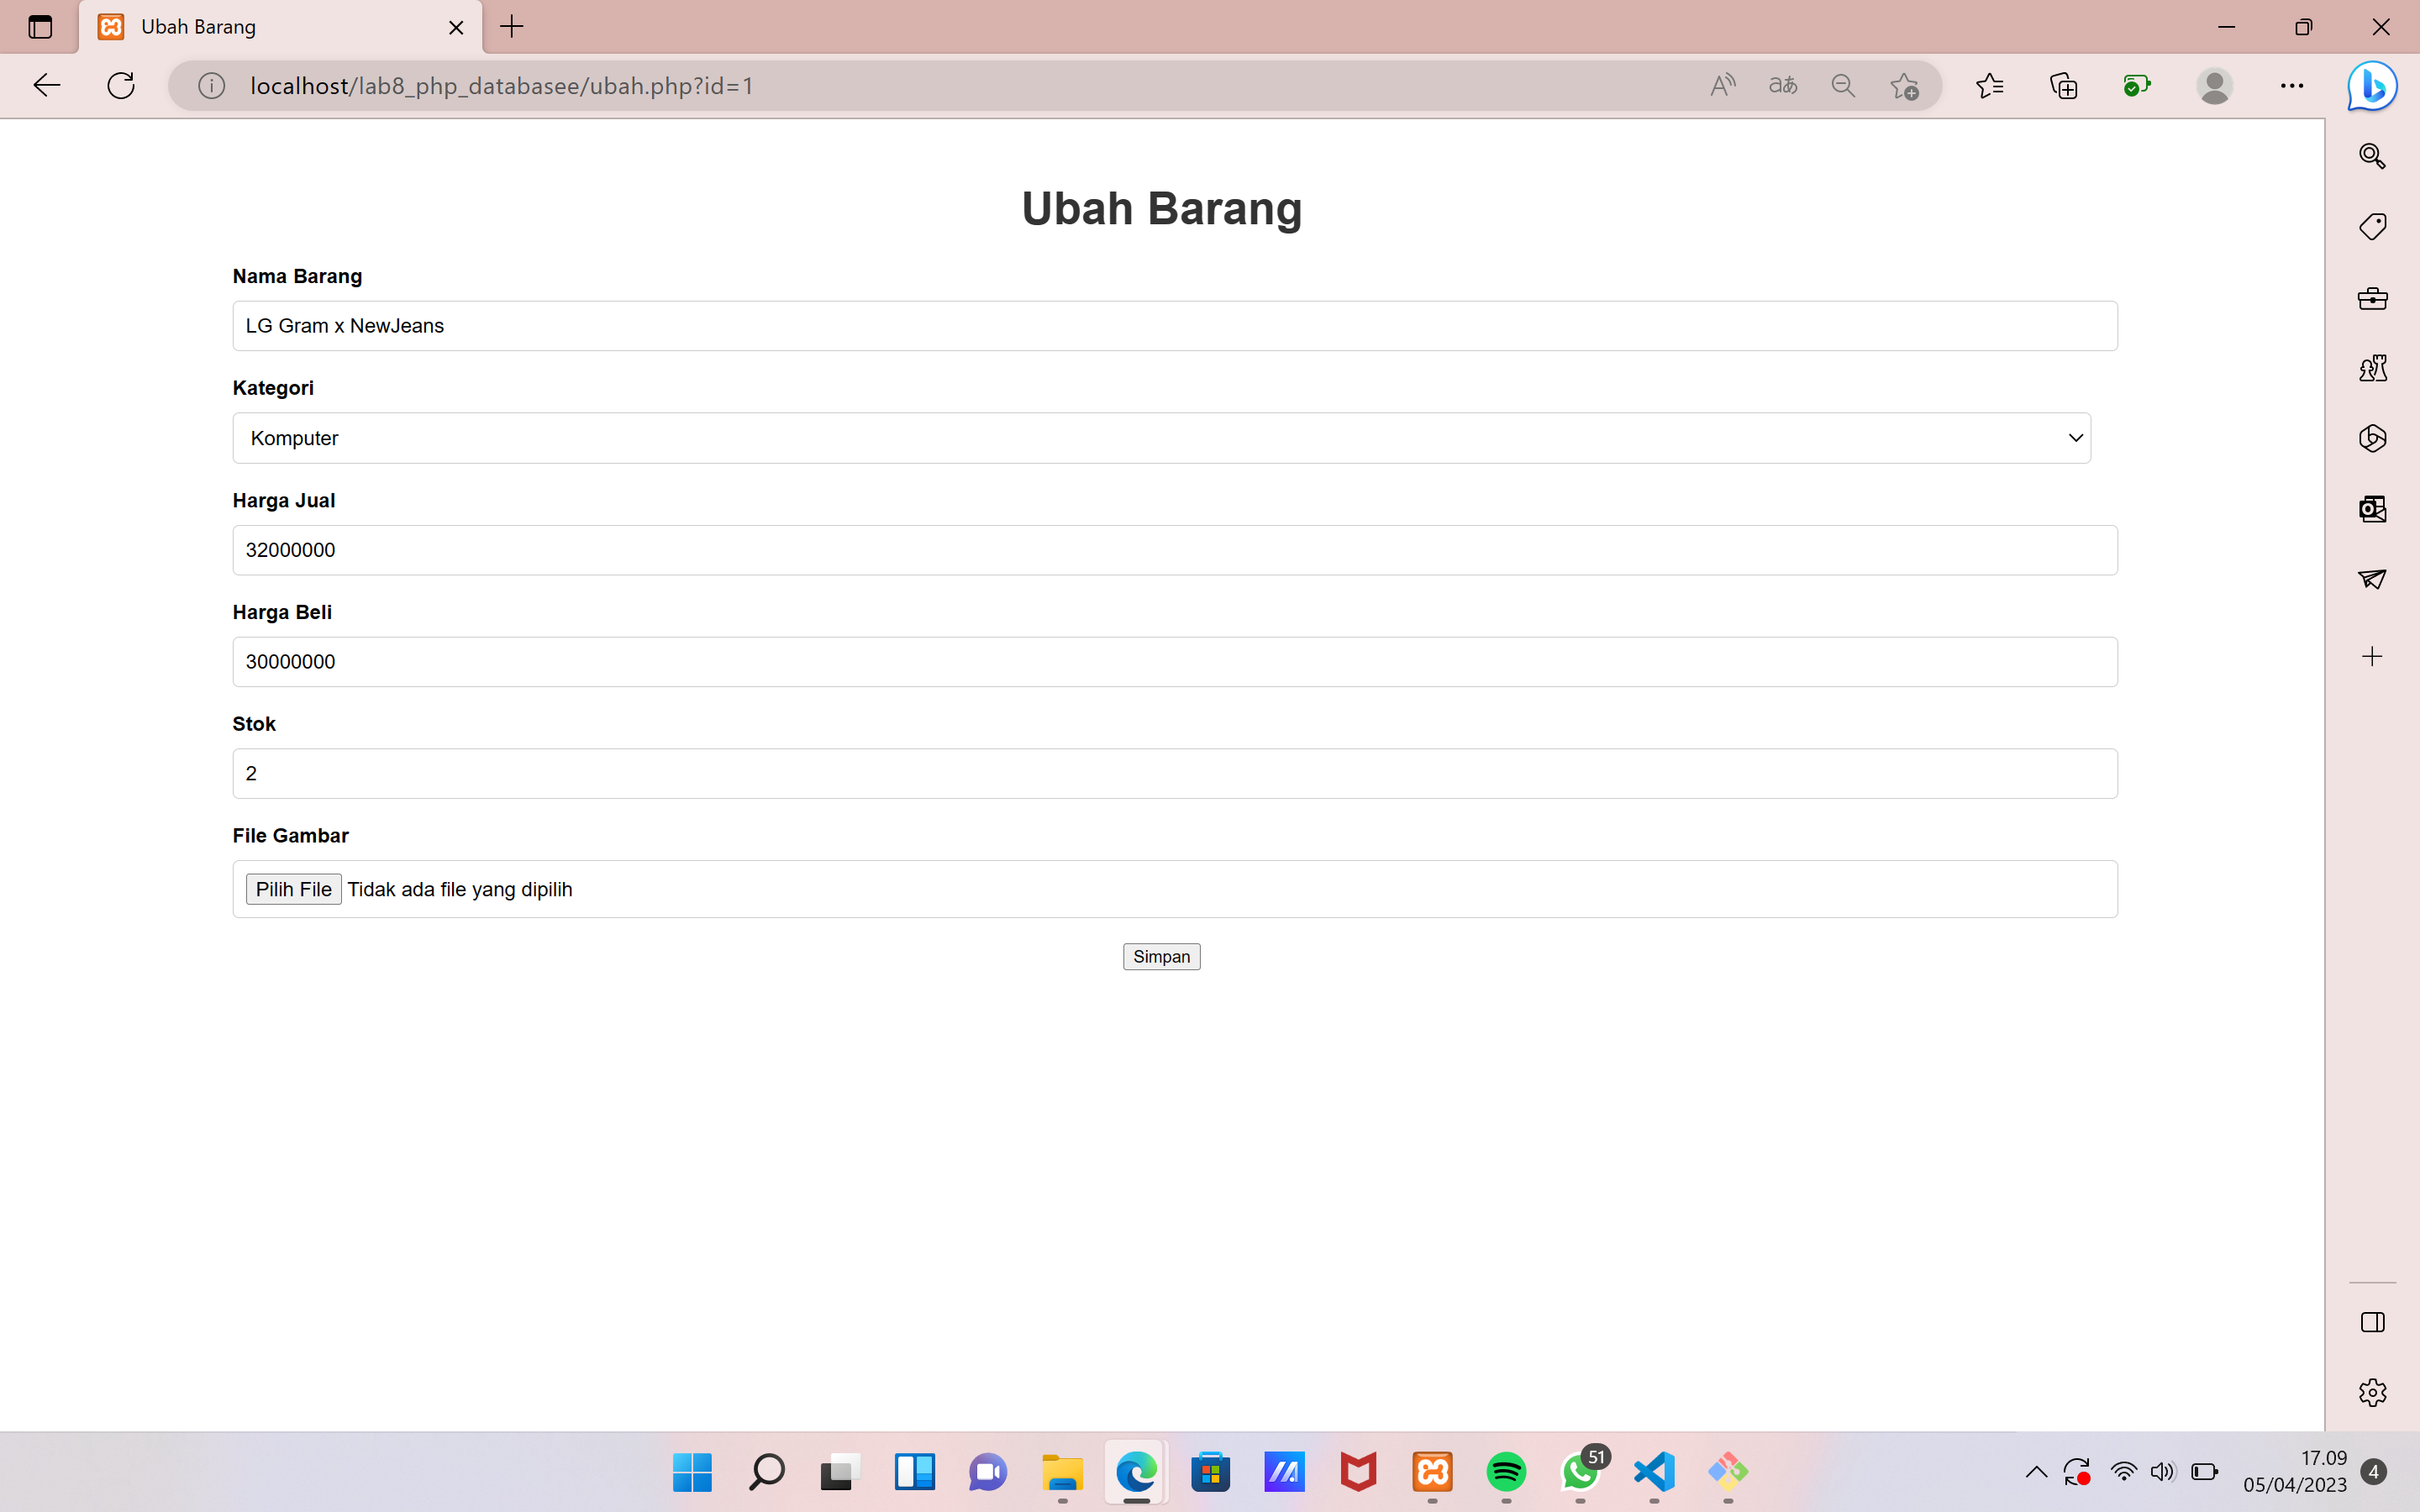 Ubah Barang
localhost/lab8_php_databasee/ubah.php?id=1
Ubah Barang
Nama Barang
LG Gram x NewJeans
Kategori
Komputer
Harga Jual
32000000
Harga Beli
30000000
Stok
2
File Gambar
Pilih File Tidak ada file yang dipilih
Simpan
51
17.09
05/04/2023
4